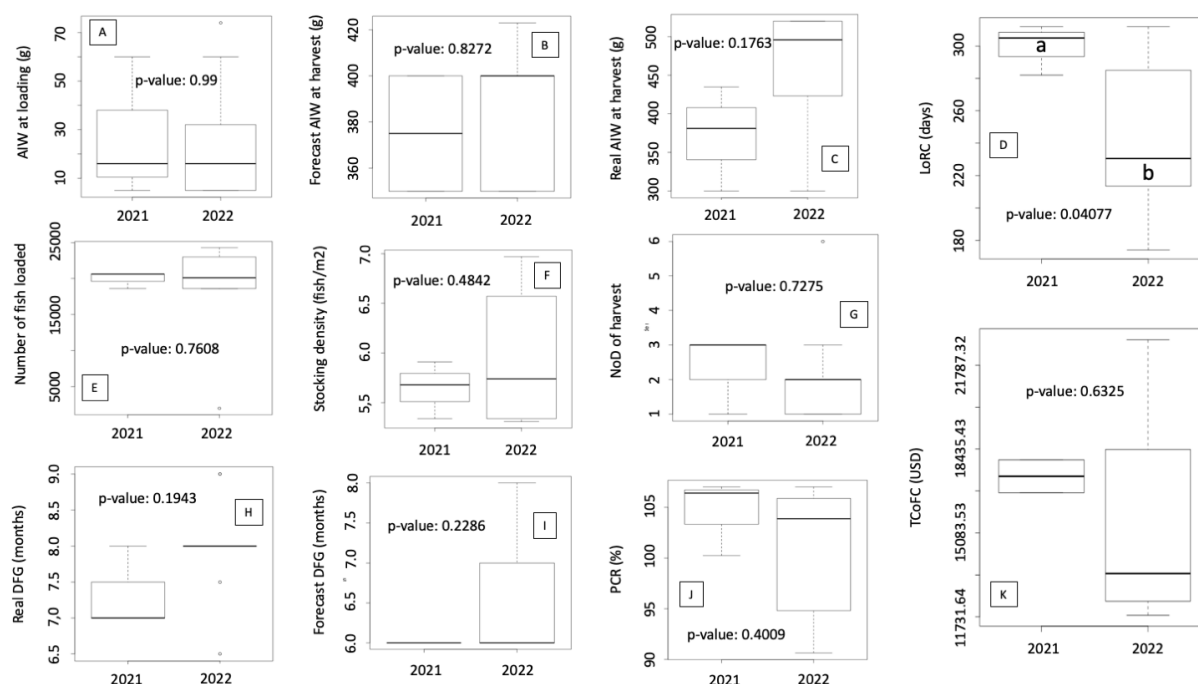 AIW at loading (g)
70
50
30
10
A
p-value: 0.99
2021
2022
Forecast AIW at harvest (g)
420
400
380
360
B
p-value: 0.8272
2021
2022
Real AIW at harvest (g)
500
450
400
350
300
p-value: 0.1763
C
2021
2022
LoRC (days)
300
260
220
180
a
b
D
p-value: 0.04077
2021
2022
Number of fish loaded
25000
15000
5000
p-value: 0.7608
E
2021
2022
Stocking density (fish/m2)
7.0
6.5
6.0
5,5
p-value: 0.4842
F
2021
2022
NoD of harvest
6
5
4
3
2
1
p-value: 0.7275
G
2021
2022
TCoFC (USD)
21787.32
18435.43
15083.53
11731.64
p-value: 0.6325
K
2021
2022
Real DFG (months)
9.0
8.5
8.0
7.5
7.0
6.5
p-value: 0.1943
H
2021
2022
Forecast DFG (months)
8.0
7.5
7.0
6.5
6.0
p-value: 0.2286
I
2021
2022
PCR (%)
105
100
95
90
J
p-value: 0.4009
2021
2022